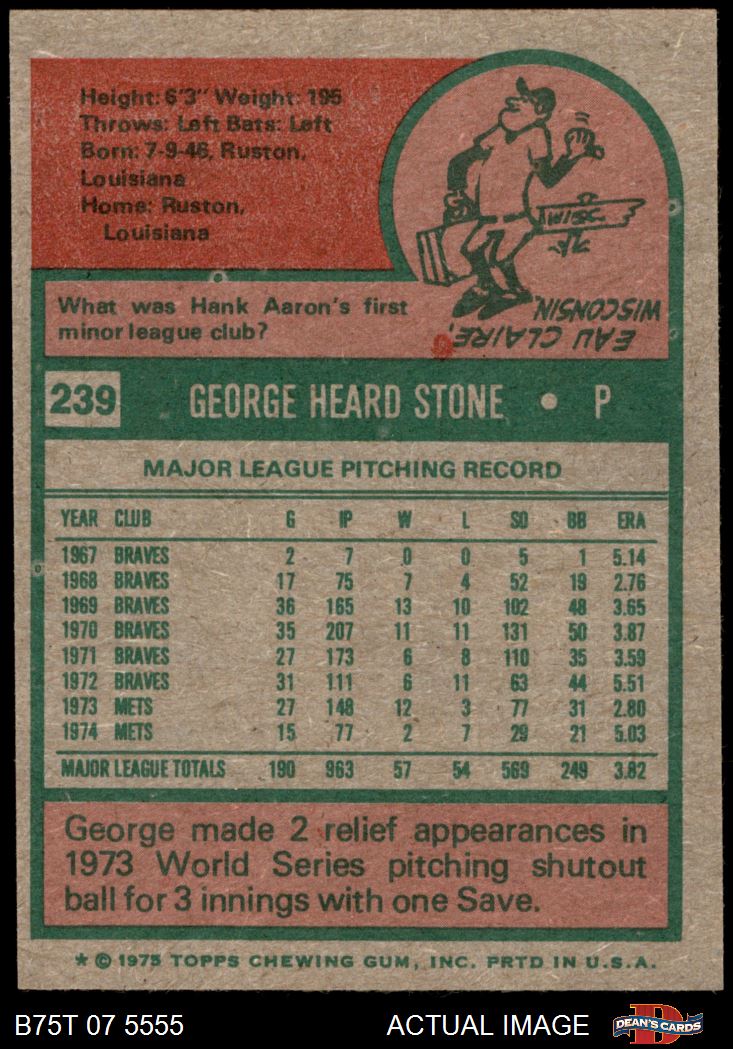 Height: 6'3" Weight: 195
Throws: Left Bats: Left
Born: 7-9-46, Ruston,
Louisiana
Home: Ruston,
Louisiana
What was Hank Aaron's first
minor league club?
WISC.
EAU CLAIRE,
WISCONSIN.
239 GEORGE HEARD STONE • P
MAJOR LEAGUE PITCHING RECORD
YEAR CLUB G IP W L SO BB ERA
1967 BRAVES 2 7 0 0 5 1 5.14
1968 BRAVES 17 75 7 4 52 19 2.76
1969 BRAVES 36 165 13 10 102 48 3.65
1970 BRAVES 35 207 11 11 131 50 3.87
1971 BRAVES 27 173 6 8 110 35 3.59
1972 BRAVES 31 111 6 11 63 44 5.51
1973 METS 27 148 12 3 77 31 2.80
1974 METS 15 77 2 7 29 21 5.03
MAJOR LEAGUE TOTALS 190 963 57 54 569 249 3.82
George made 2 relief appearances in
1973 World Series pitching shutout
ball for 3 innings with one Save.
* © 1975 TOPPS CHEWING GUM, INC. PRTD IN U.S.A.
B75T 07 5555 ACTUAL IMAGE DEAN'S CARDS